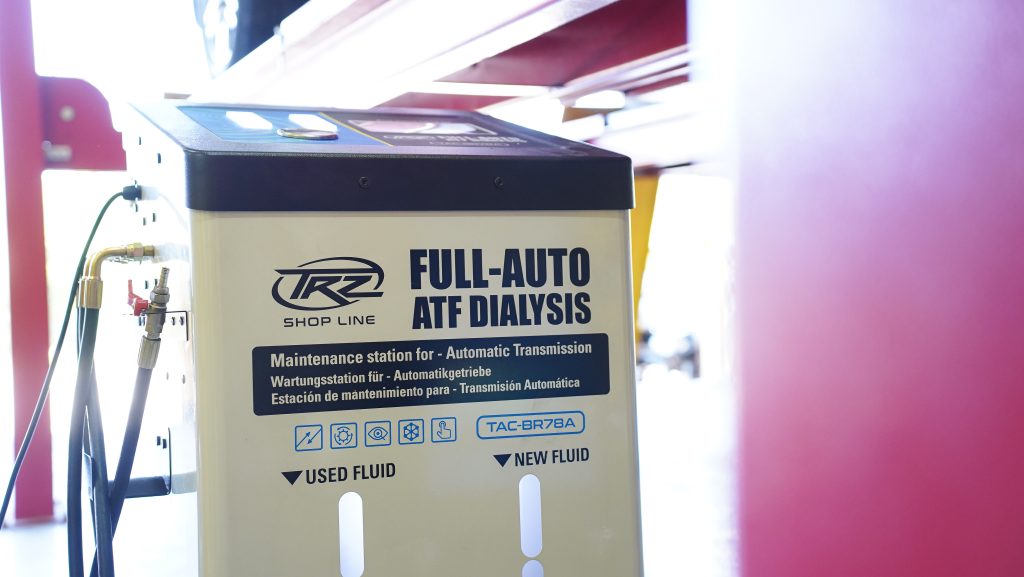 TRZ
SHOP LINE
FULL-AUTO
ATF DIALYSIS
Maintenance station for - Automatic Transmission
Wartungsstation für - Automatikgetriebe
Estación de mantenimiento para - Transmisión Automática
TAC-BR78A
▼USED FLUID
▼NEW FLUID